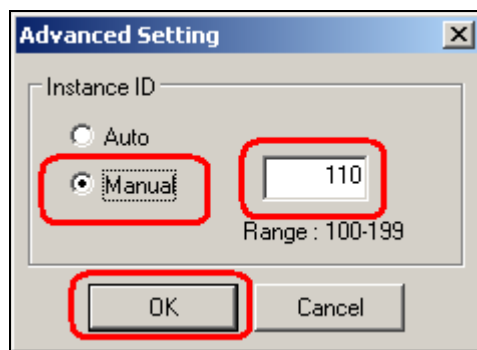 Advanced Setting
Instance ID
Auto
Manual
110
Range : 100-199
OK
Cancel